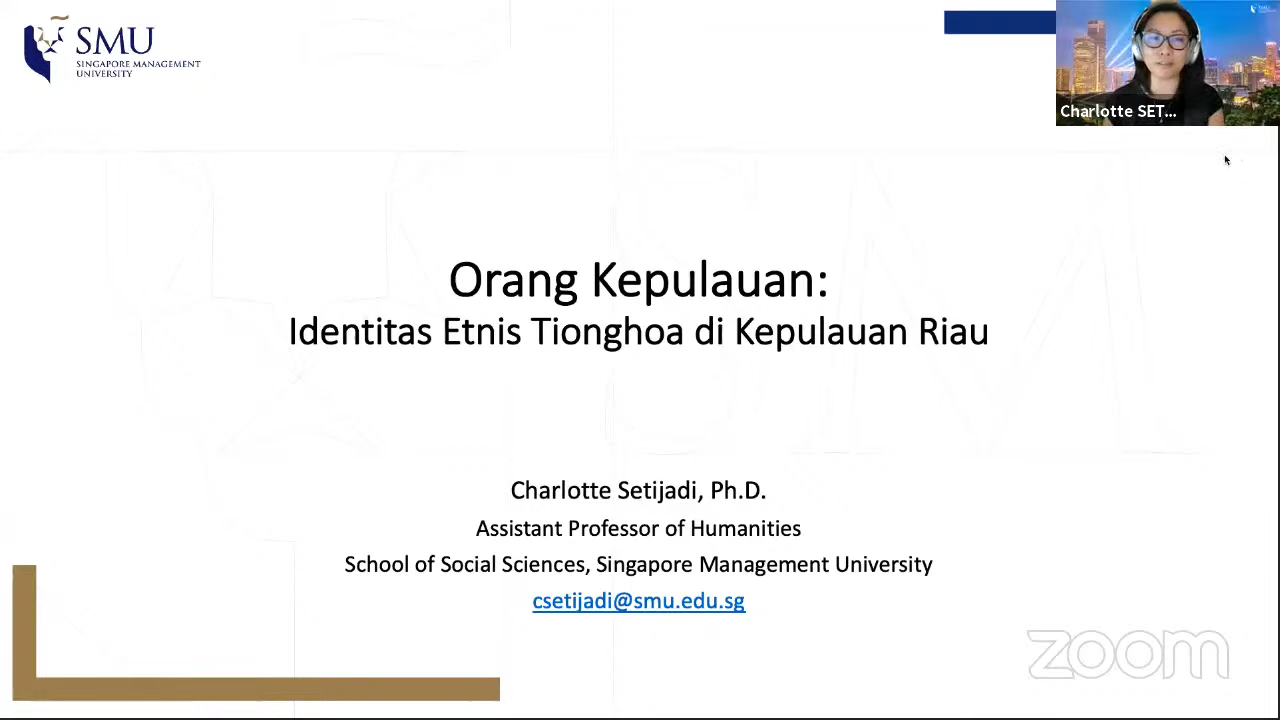 SMU
SINGAPORE MANAGEMENT
UNIVERSITY
Charlotte SET...
Orang Kepulauan:
Identitas Etnis Tionghoa di Kepulauan Riau
Charlotte Setijadi, Ph.D.
Assistant Professor of Humanities
School of Social Sciences, Singapore Management University
csetijadi@smu.edu.sg
zoom